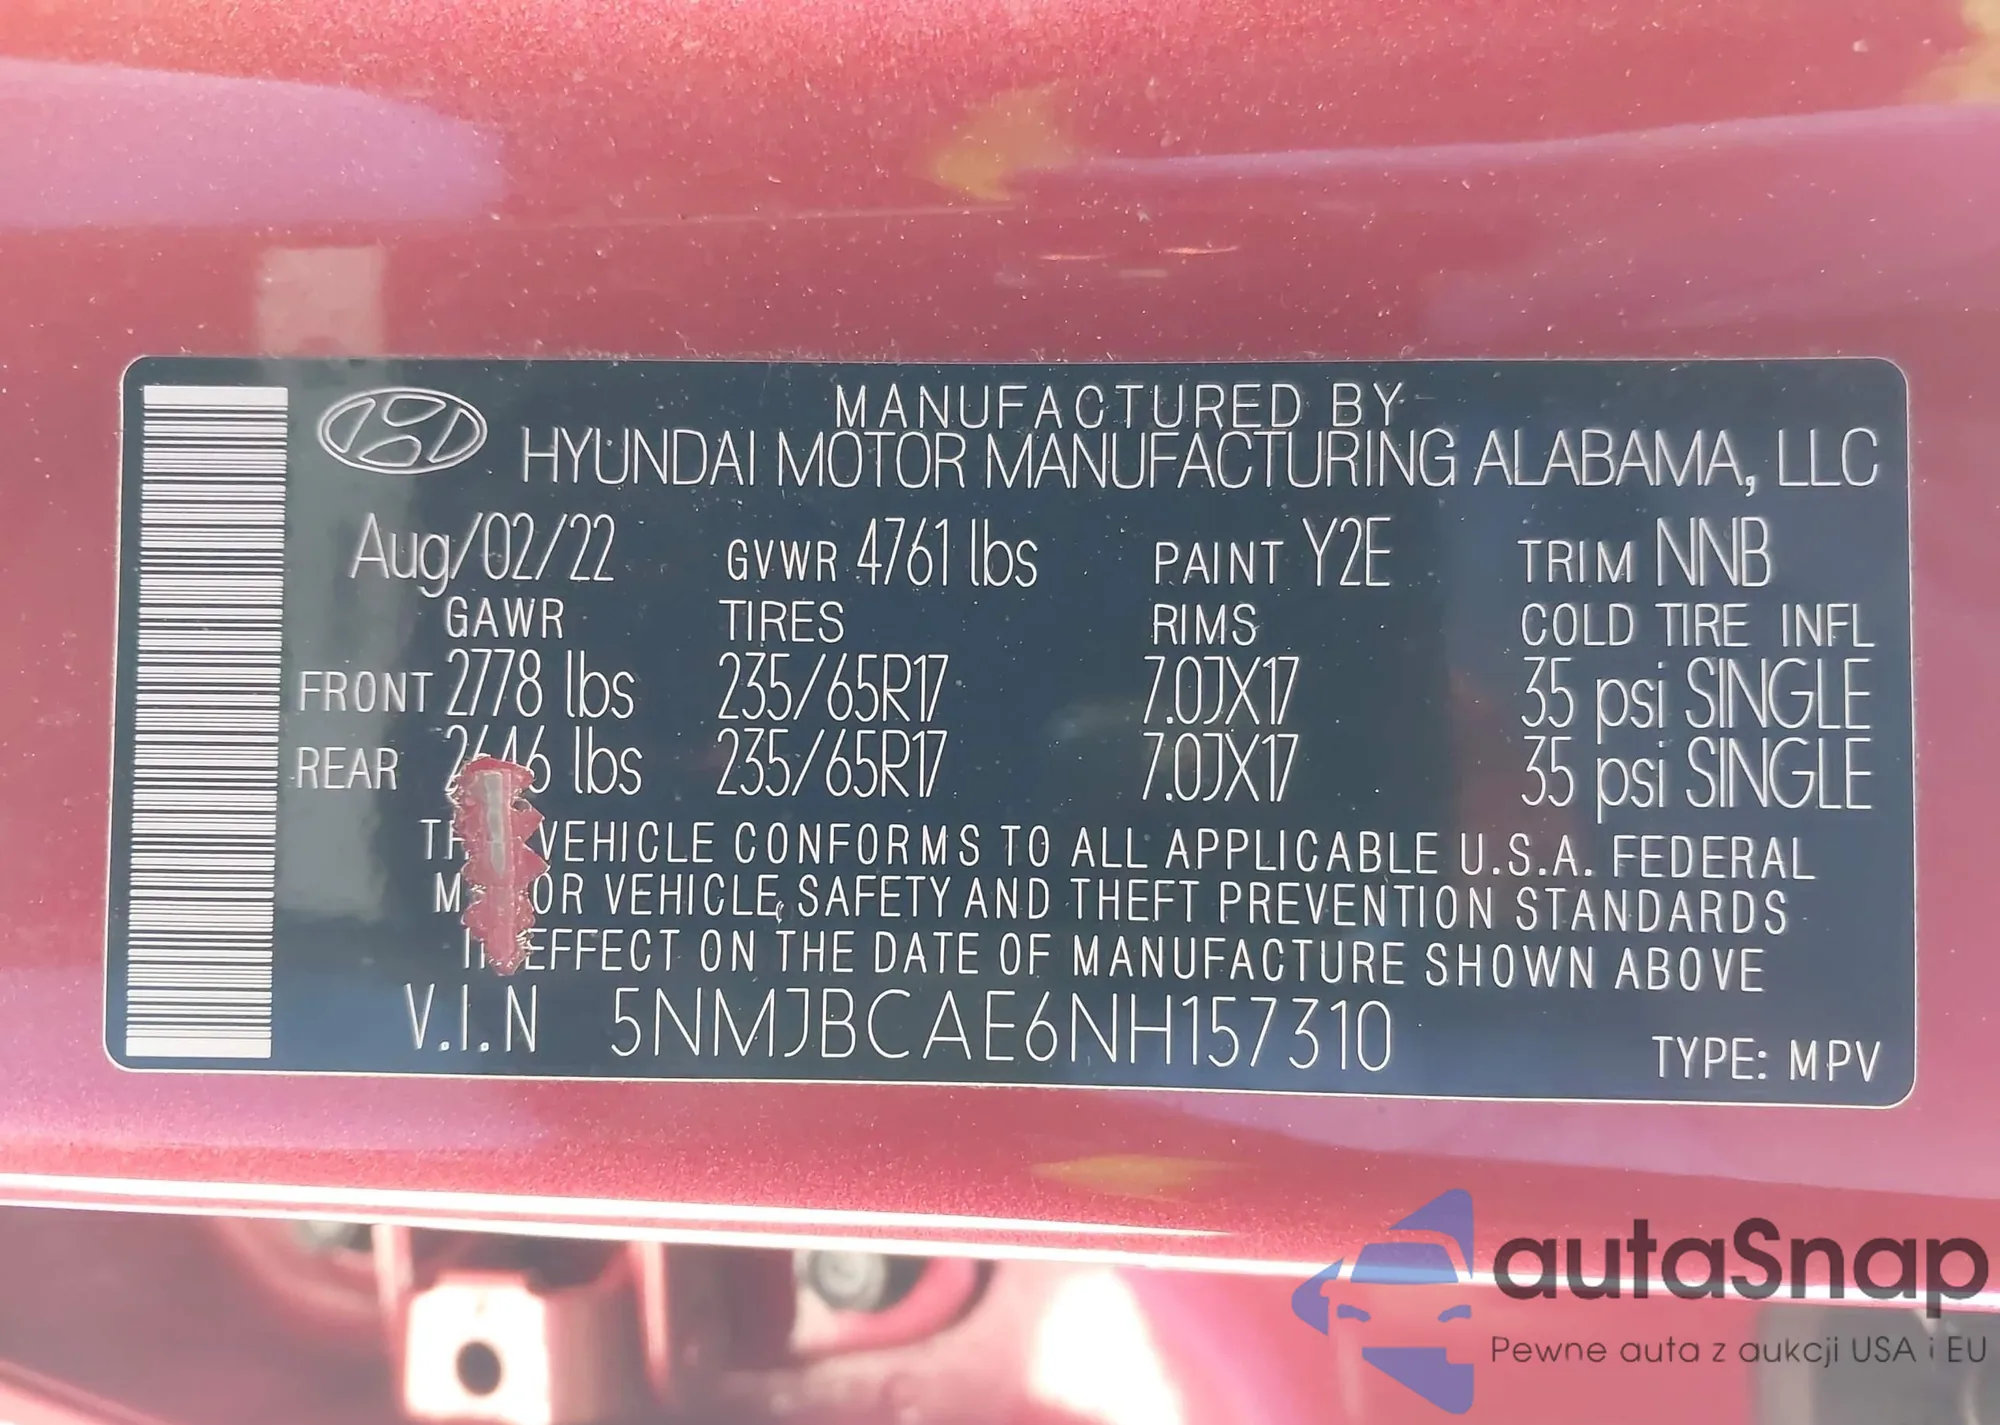 MANUFACTURED BY
HYUNDAI MOTOR MANUFACTURING ALABAMA, LLC
Aug/02/22 GVWR 4761 lbs PAINT Y2E TRIM NNB
GAWR TIRES RIMS COLD TIRE INFL
FRONT 2778 lbs 235/65R17 7.0JX17 35 psi SINGLE
REAR 2646 lbs 235/65R17 7.0JX17 35 psi SINGLE
VEHICLE CONFORMS TO ALL APPLICABLE U.S.A. FEDERAL
VEHICLE SAFETY AND THEFT PREVENTION STANDARDS
EFFECT ON THE DATE OF MANUFACTURE SHOWN ABOVE
V.I.N 5NMJBCAE6NH157310
TYPE: MPV
autaSnap
Pewne auta z aukcji USA i EU